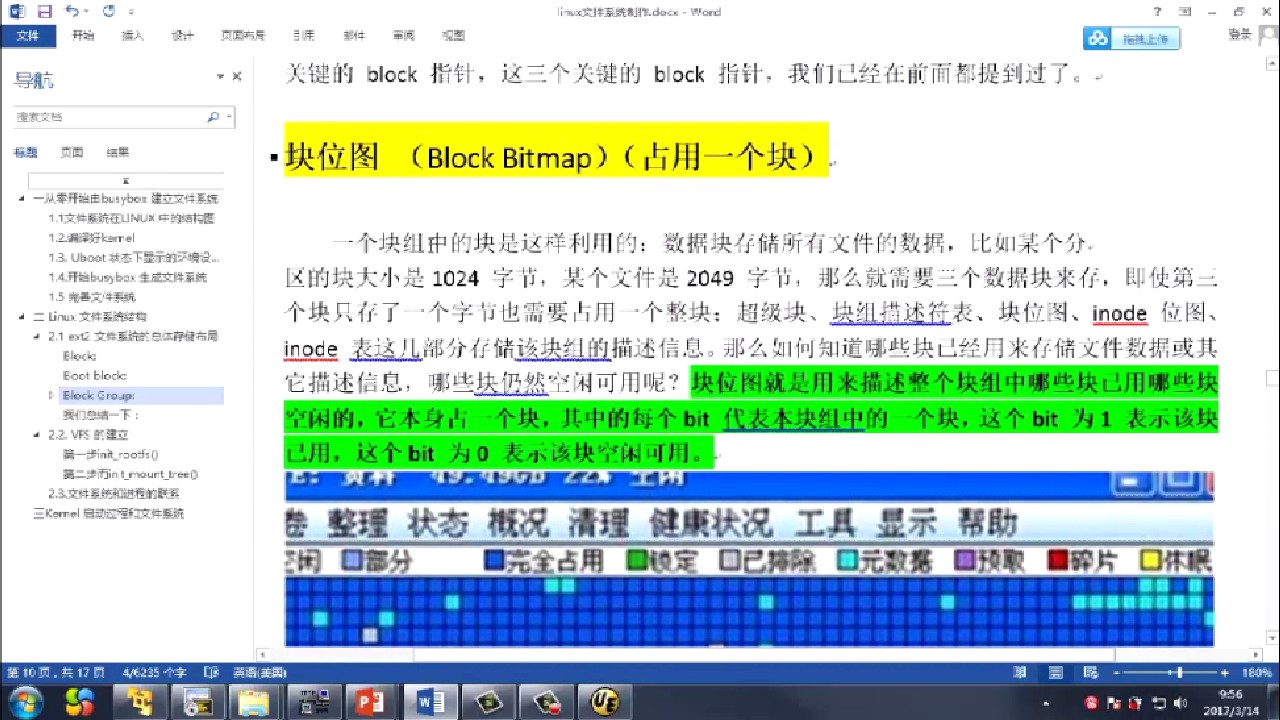 linux文件系统制作.docx - Word
文件 开始 插入 设计 页面布局 引用 邮件 审阅 视图
拖拽上传
登录
导航
搜索文档
标题 页面 结果
一从零开始由busybox 建立文件系统
1.1文件系统在LINUX 中的结构图
1.2.编译好kernel
1.3. Uboot 状态下显示的环境设...
1.4.开始busybox 生成文件系统
1.5 完善文件系统
二 Linux 文件系统结构
2.1 ext2 文件系统的总体存储布局
Block:
Boot block:
Block Group:
我们总结一下：
2.2. VFS 的建立
第一步init_rootfs()
第二步而init_mount_tree()
2.3.文件系统和进程的联系
三Kernel 启动过程和文件系统
关键的 block 指针，这三个关键的 block 指针，我们已经在前面都提到过了。
块位图 （Block Bitmap）（占用一个块）
一个块组中的块是这样利用的：数据块存储所有文件的数据，比如某个分
区的块大小是 1024 字节，某个文件是 2049 字节，那么就需要三个数据块来存，即使第三
个块只存了一个字节也需要占用一个整块；超级块、块组描述符表、块位图、inode 位图、
inode 表这几部分存储该块组的描述信息。那么如何知道哪些块已经用来存储文件数据或其
它描述信息，哪些块仍然空闲可用呢？块位图就是用来描述整个块组中哪些块已用哪些块
空闲的，它本身占一个块，其中的每个 bit 代表本块组中的一个块，这个 bit 为 1 表示该块
已用，这个 bit 为 0 表示该块空闲可用。
资料 49.49GB 22% 空闲
卷 整理 状态 概况 清理 健康状况 工具 显示 帮助
空闲 部分 完全占用 锁定 已排除 元数据 预取 碎片 休眠
第 10 页，共 17 页 4/6235 个字 英语(美国) 180%
9:56
2017/3/14